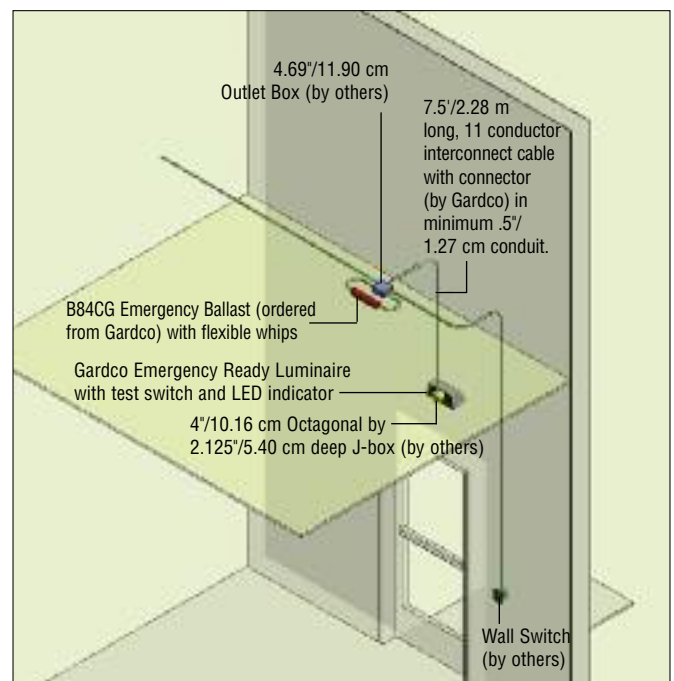 4.69"/11.90 cm
Outlet Box (by others)
7.5'/2.28 m
long, 11 conductor
interconnect cable
with connector
(by Gardco) in
minimum .5"/
1.27 cm conduit.
B84CG Emergency Ballast (ordered
from Gardco) with flexible whips
Gardco Emergency Ready Luminaire
with test switch and LED indicator
4"/10.16 cm Octagonal by
2.125"/5.40 cm deep J-box (by others)
Wall Switch
(by others)